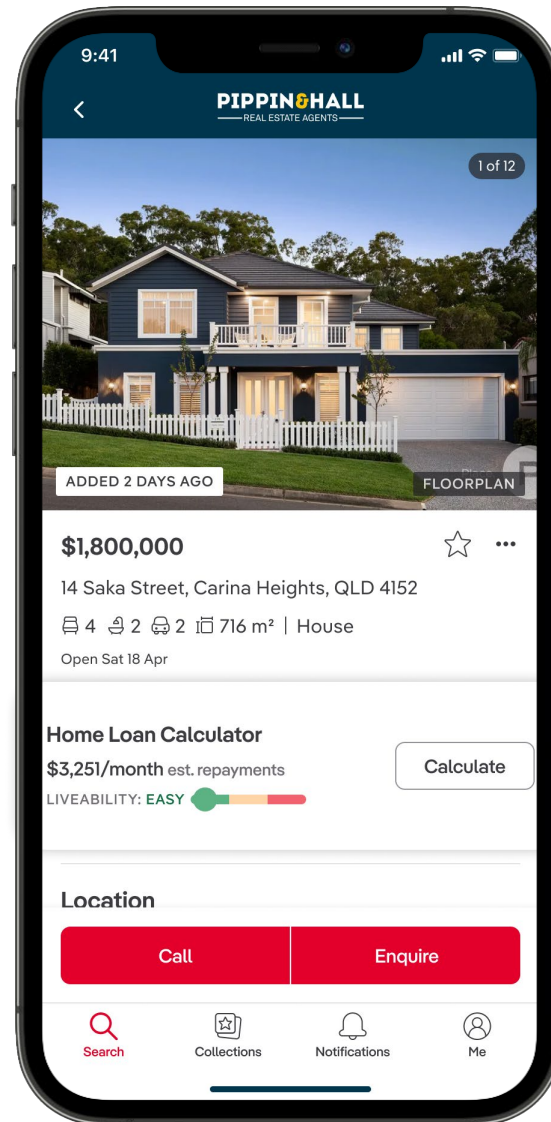 9:41
PIPPIN&HALL
REAL ESTATE AGENTS
1 of 12
ADDED 2 DAYS AGO
FLOORPLAN
$1,800,000
14 Saka Street, Carina Heights, QLD 4152
4 2 2 716 m² | House
Open Sat 18 Apr
Home Loan Calculator
$3,251/month est. repayments
Calculate
LIVEABILITY: EASY
Location
Call
Enquire
Search
Collections
Notifications
Me